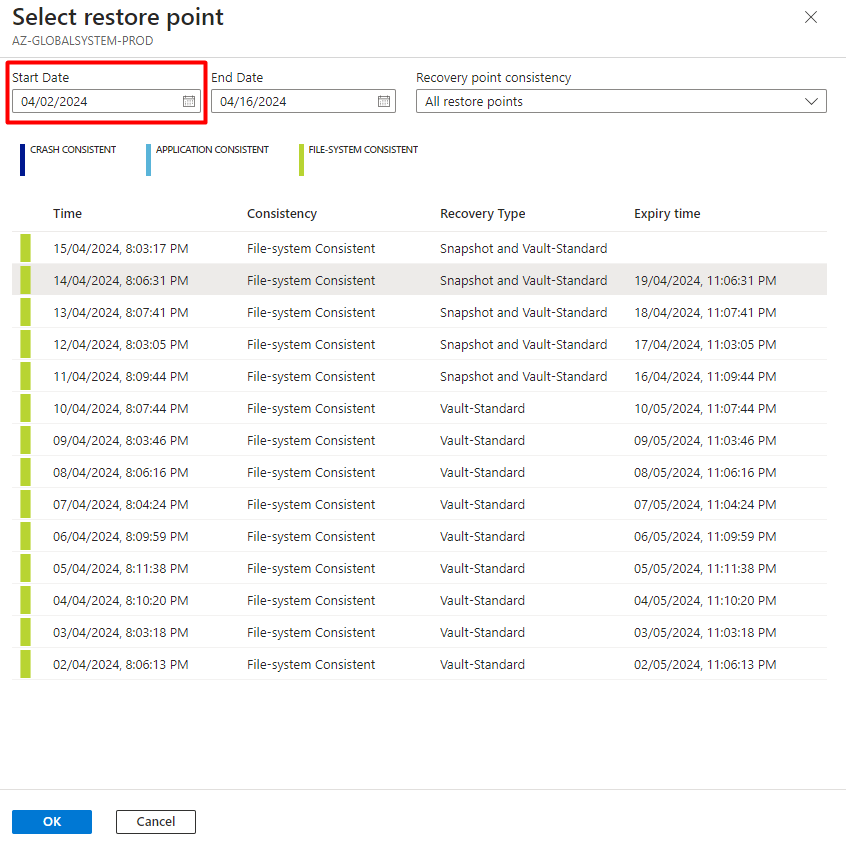 Select restore point
AZ-GLOBALSYSTEM-PROD
Start Date End Date Recovery point consistency
04/02/2024 04/16/2024 All restore points
CRASH CONSISTENT APPLICATION CONSISTENT FILE-SYSTEM CONSISTENT
Time Consistency Recovery Type Expiry time
15/04/2024, 8:03:17 PM File-system Consistent Snapshot and Vault-Standard
14/04/2024, 8:06:31 PM File-system Consistent Snapshot and Vault-Standard 19/04/2024, 11:06:31 PM
13/04/2024, 8:07:41 PM File-system Consistent Snapshot and Vault-Standard 18/04/2024, 11:07:41 PM
12/04/2024, 8:03:05 PM File-system Consistent Snapshot and Vault-Standard 17/04/2024, 11:03:05 PM
11/04/2024, 8:09:44 PM File-system Consistent Snapshot and Vault-Standard 16/04/2024, 11:09:44 PM
10/04/2024, 8:07:44 PM File-system Consistent Vault-Standard 10/05/2024, 11:07:44 PM
09/04/2024, 8:03:46 PM File-system Consistent Vault-Standard 09/05/2024, 11:03:46 PM
08/04/2024, 8:06:16 PM File-system Consistent Vault-Standard 08/05/2024, 11:06:16 PM
07/04/2024, 8:04:24 PM File-system Consistent Vault-Standard 07/05/2024, 11:04:24 PM
06/04/2024, 8:09:59 PM File-system Consistent Vault-Standard 06/05/2024, 11:09:59 PM
05/04/2024, 8:11:38 PM File-system Consistent Vault-Standard 05/05/2024, 11:11:38 PM
04/04/2024, 8:10:20 PM File-system Consistent Vault-Standard 04/05/2024, 11:10:20 PM
03/04/2024, 8:03:18 PM File-system Consistent Vault-Standard 03/05/2024, 11:03:18 PM
02/04/2024, 8:06:13 PM File-system Consistent Vault-Standard 02/05/2024, 11:06:13 PM
OK Cancel